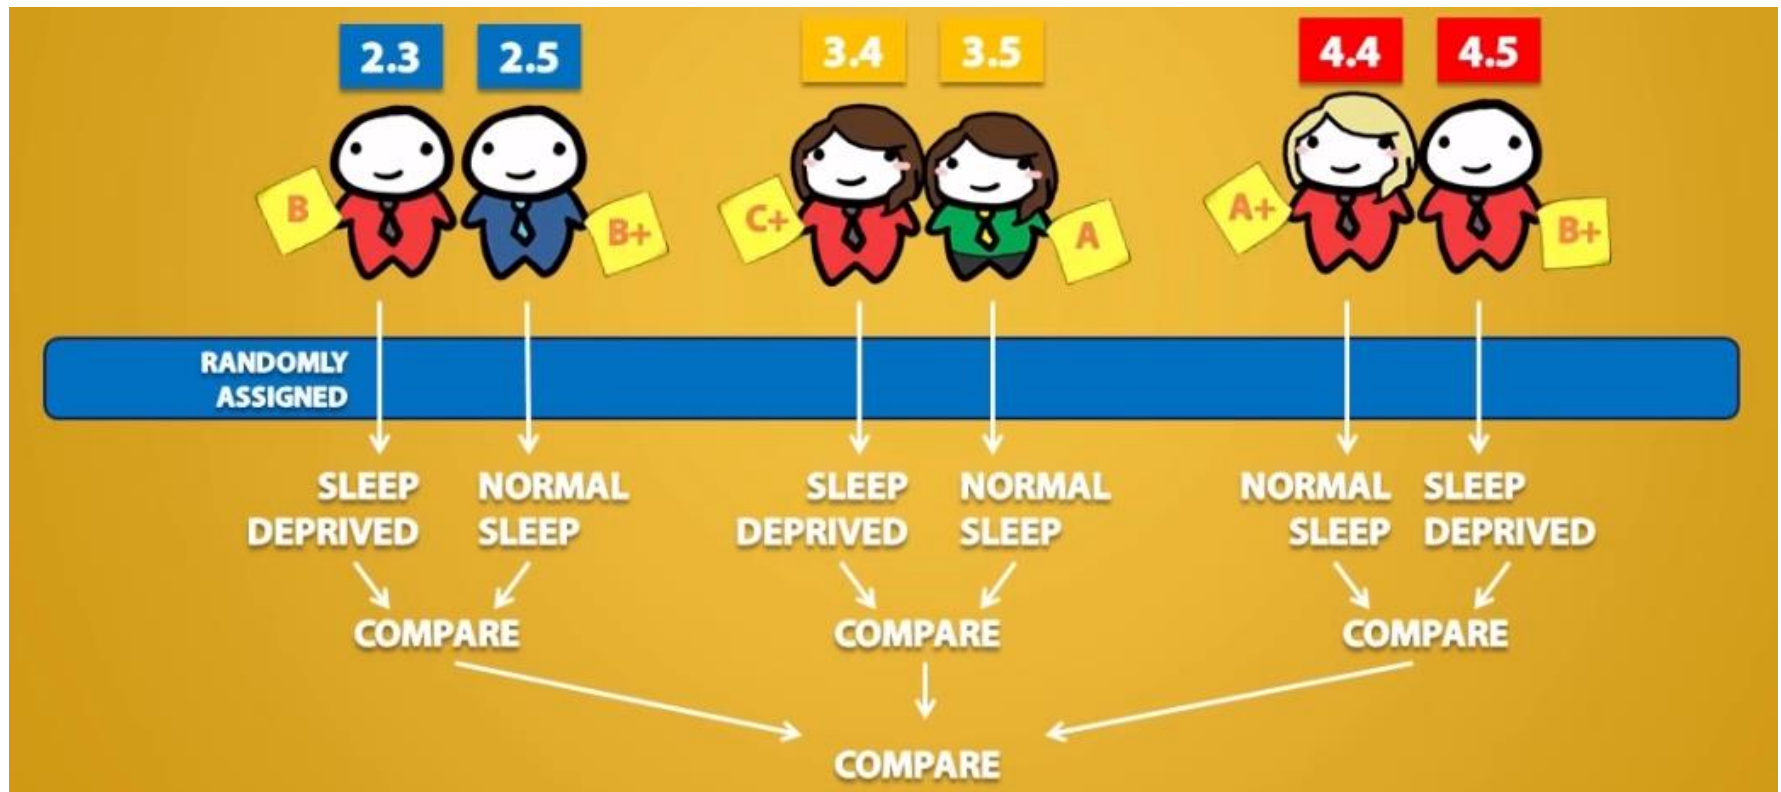 2.3 2.5 3.4 3.5 4.4 4.5
B B+ C+ A A+ B+
RANDOMLY
ASSIGNED
SLEEP NORMAL SLEEP NORMAL NORMAL SLEEP
DEPRIVED SLEEP DEPRIVED SLEEP SLEEP DEPRIVED
COMPARE COMPARE COMPARE
COMPARE